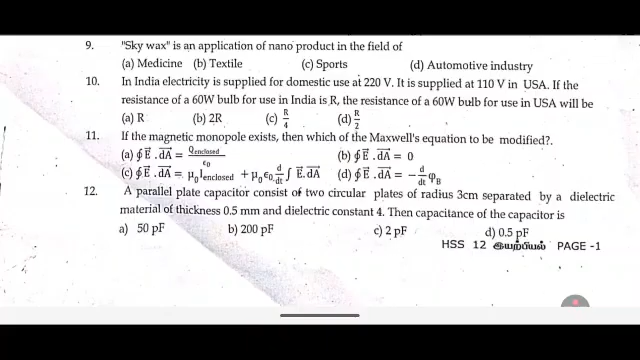 9. "Sky wax" is an application of nano product in the field of
(a) Medicine (b) Textile (c) Sports (d) Automotive industry
10. In India electricity is supplied for domestic use at 220 V. It is supplied at 110 V in USA. If the
resistance of a 60W bulb for use in India is R, the resistance of a 60W bulb for use in USA will be
(a) R (b) 2R (c) R/4 (d) R/2
11. If the magnetic monopole exists, then which of the Maxwell's equation to be modified?.
(a) ∮E⃗ .dA⃗ = Q_enclosed/ε₀ (b) ∮E⃗ .dA⃗ = 0
(c) ∮E⃗ .dA⃗ = μ₀I_enclosed + μ₀ε₀ d/dt ∫ E⃗.dA⃗ (d) ∮E⃗ .dA⃗ = − d/dt φ_B
12. A parallel plate capacitor consist of two circular plates of radius 3cm separated by a dielectric
material of thickness 0.5 mm and dielectric constant 4. Then capacitance of the capacitor is
a) 50 pF b) 200 pF c) 2 pF d) 0.5 pF
HSS 12 இயற்பியல் PAGE -1